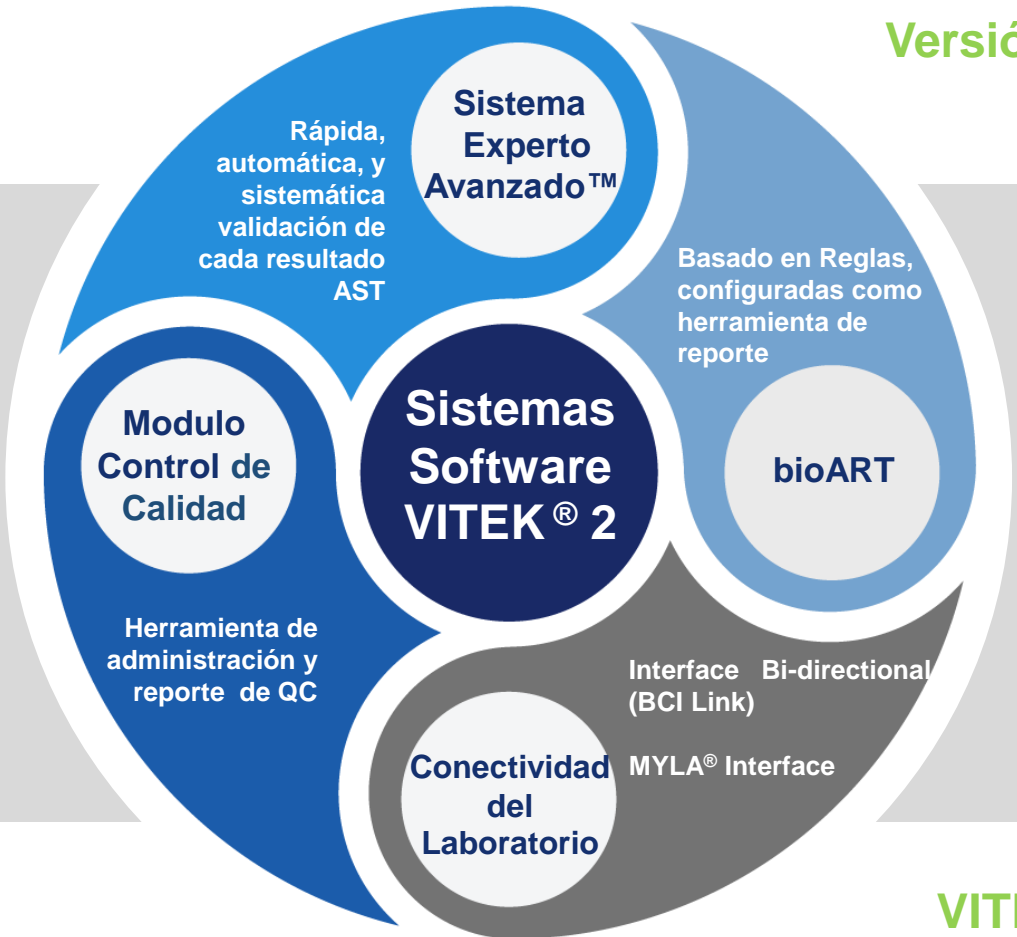 Rápida,
automática, y
sistemática
validación de
cada resultado
AST
Sistema
Experto
Avanzado™
Basado en Reglas,
configuradas como
herramienta de
reporte
bioART
Sistemas
Software
VITEK ® 2
Modulo
Control de
Calidad
Herramienta de
administración y
reporte de QC
Conectividad
del
Laboratorio
Interface Bi-directional
(BCI Link)
MYLA® Interface